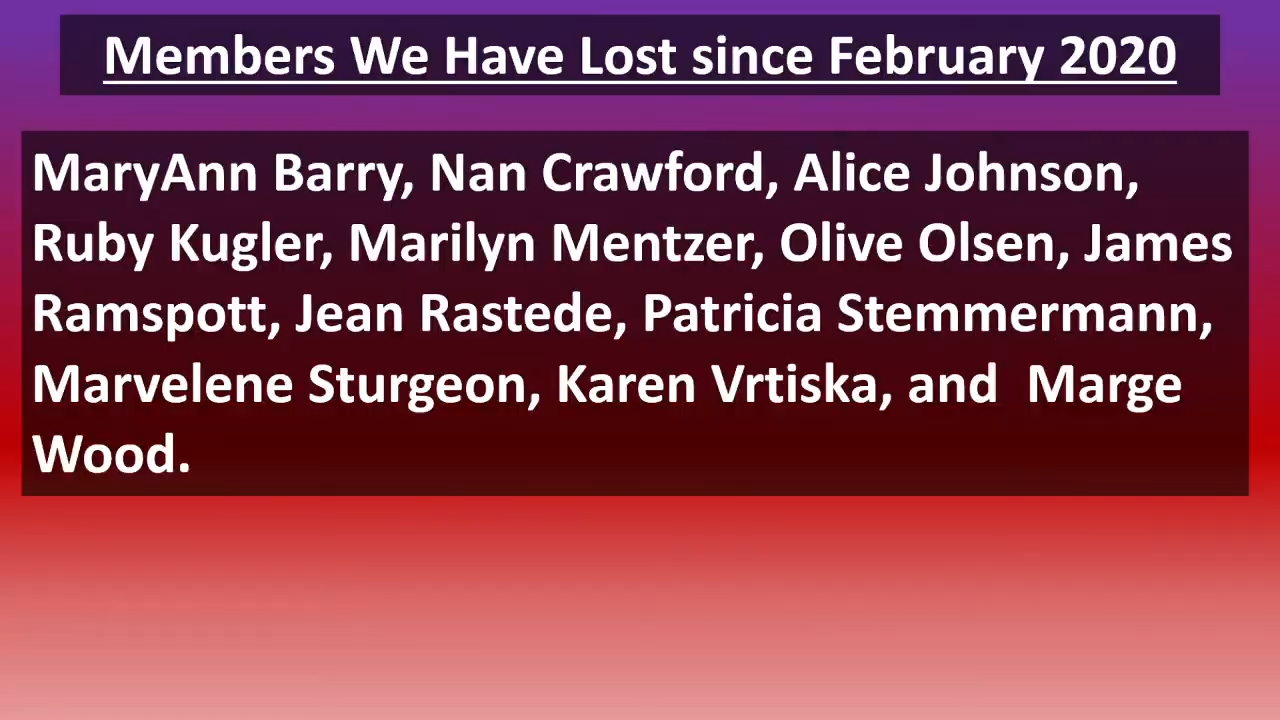 Members We Have Lost since February 2020
MaryAnn Barry, Nan Crawford, Alice Johnson,
Ruby Kugler, Marilyn Mentzer, Olive Olsen, James
Ramspott, Jean Rastede, Patricia Stemmermann,
Marvelene Sturgeon, Karen Vrtiska, and  Marge
Wood.